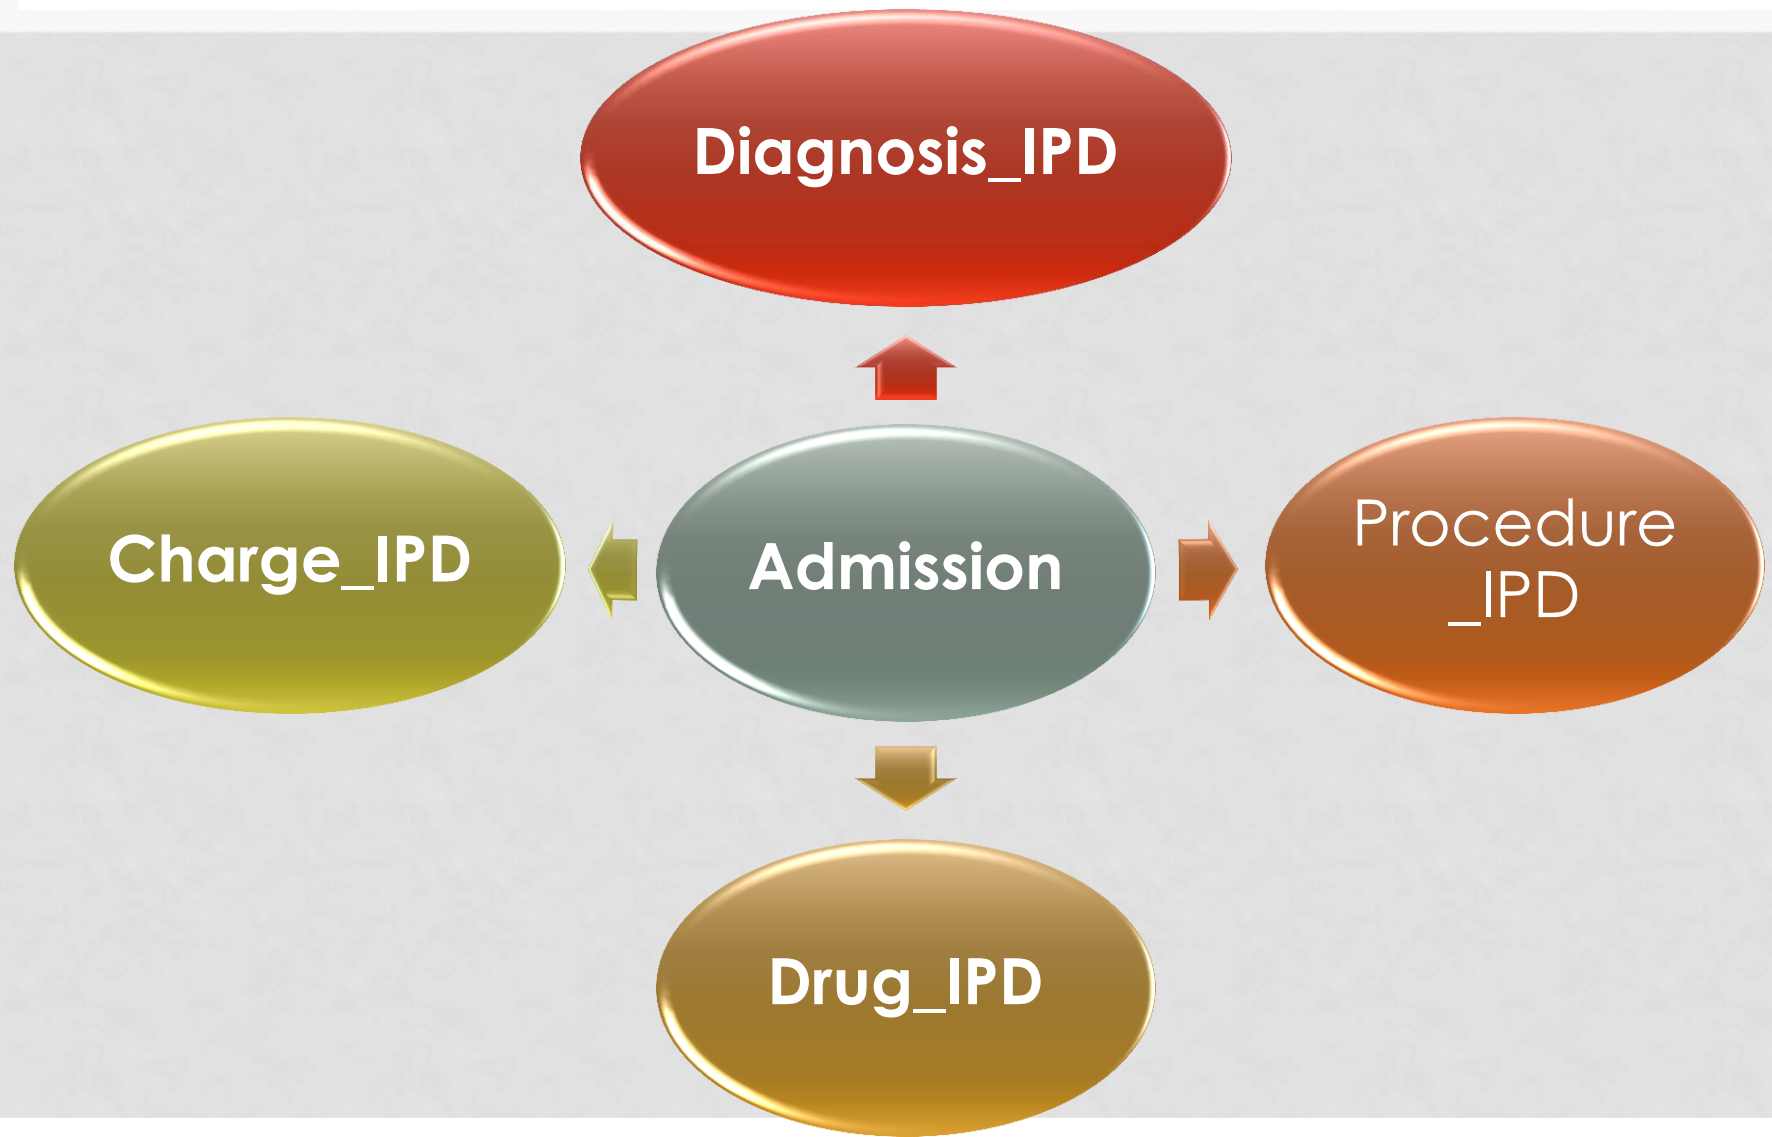 Diagnosis_IPD
Charge_IPD
Admission
Procedure
_IPD
Drug_IPD